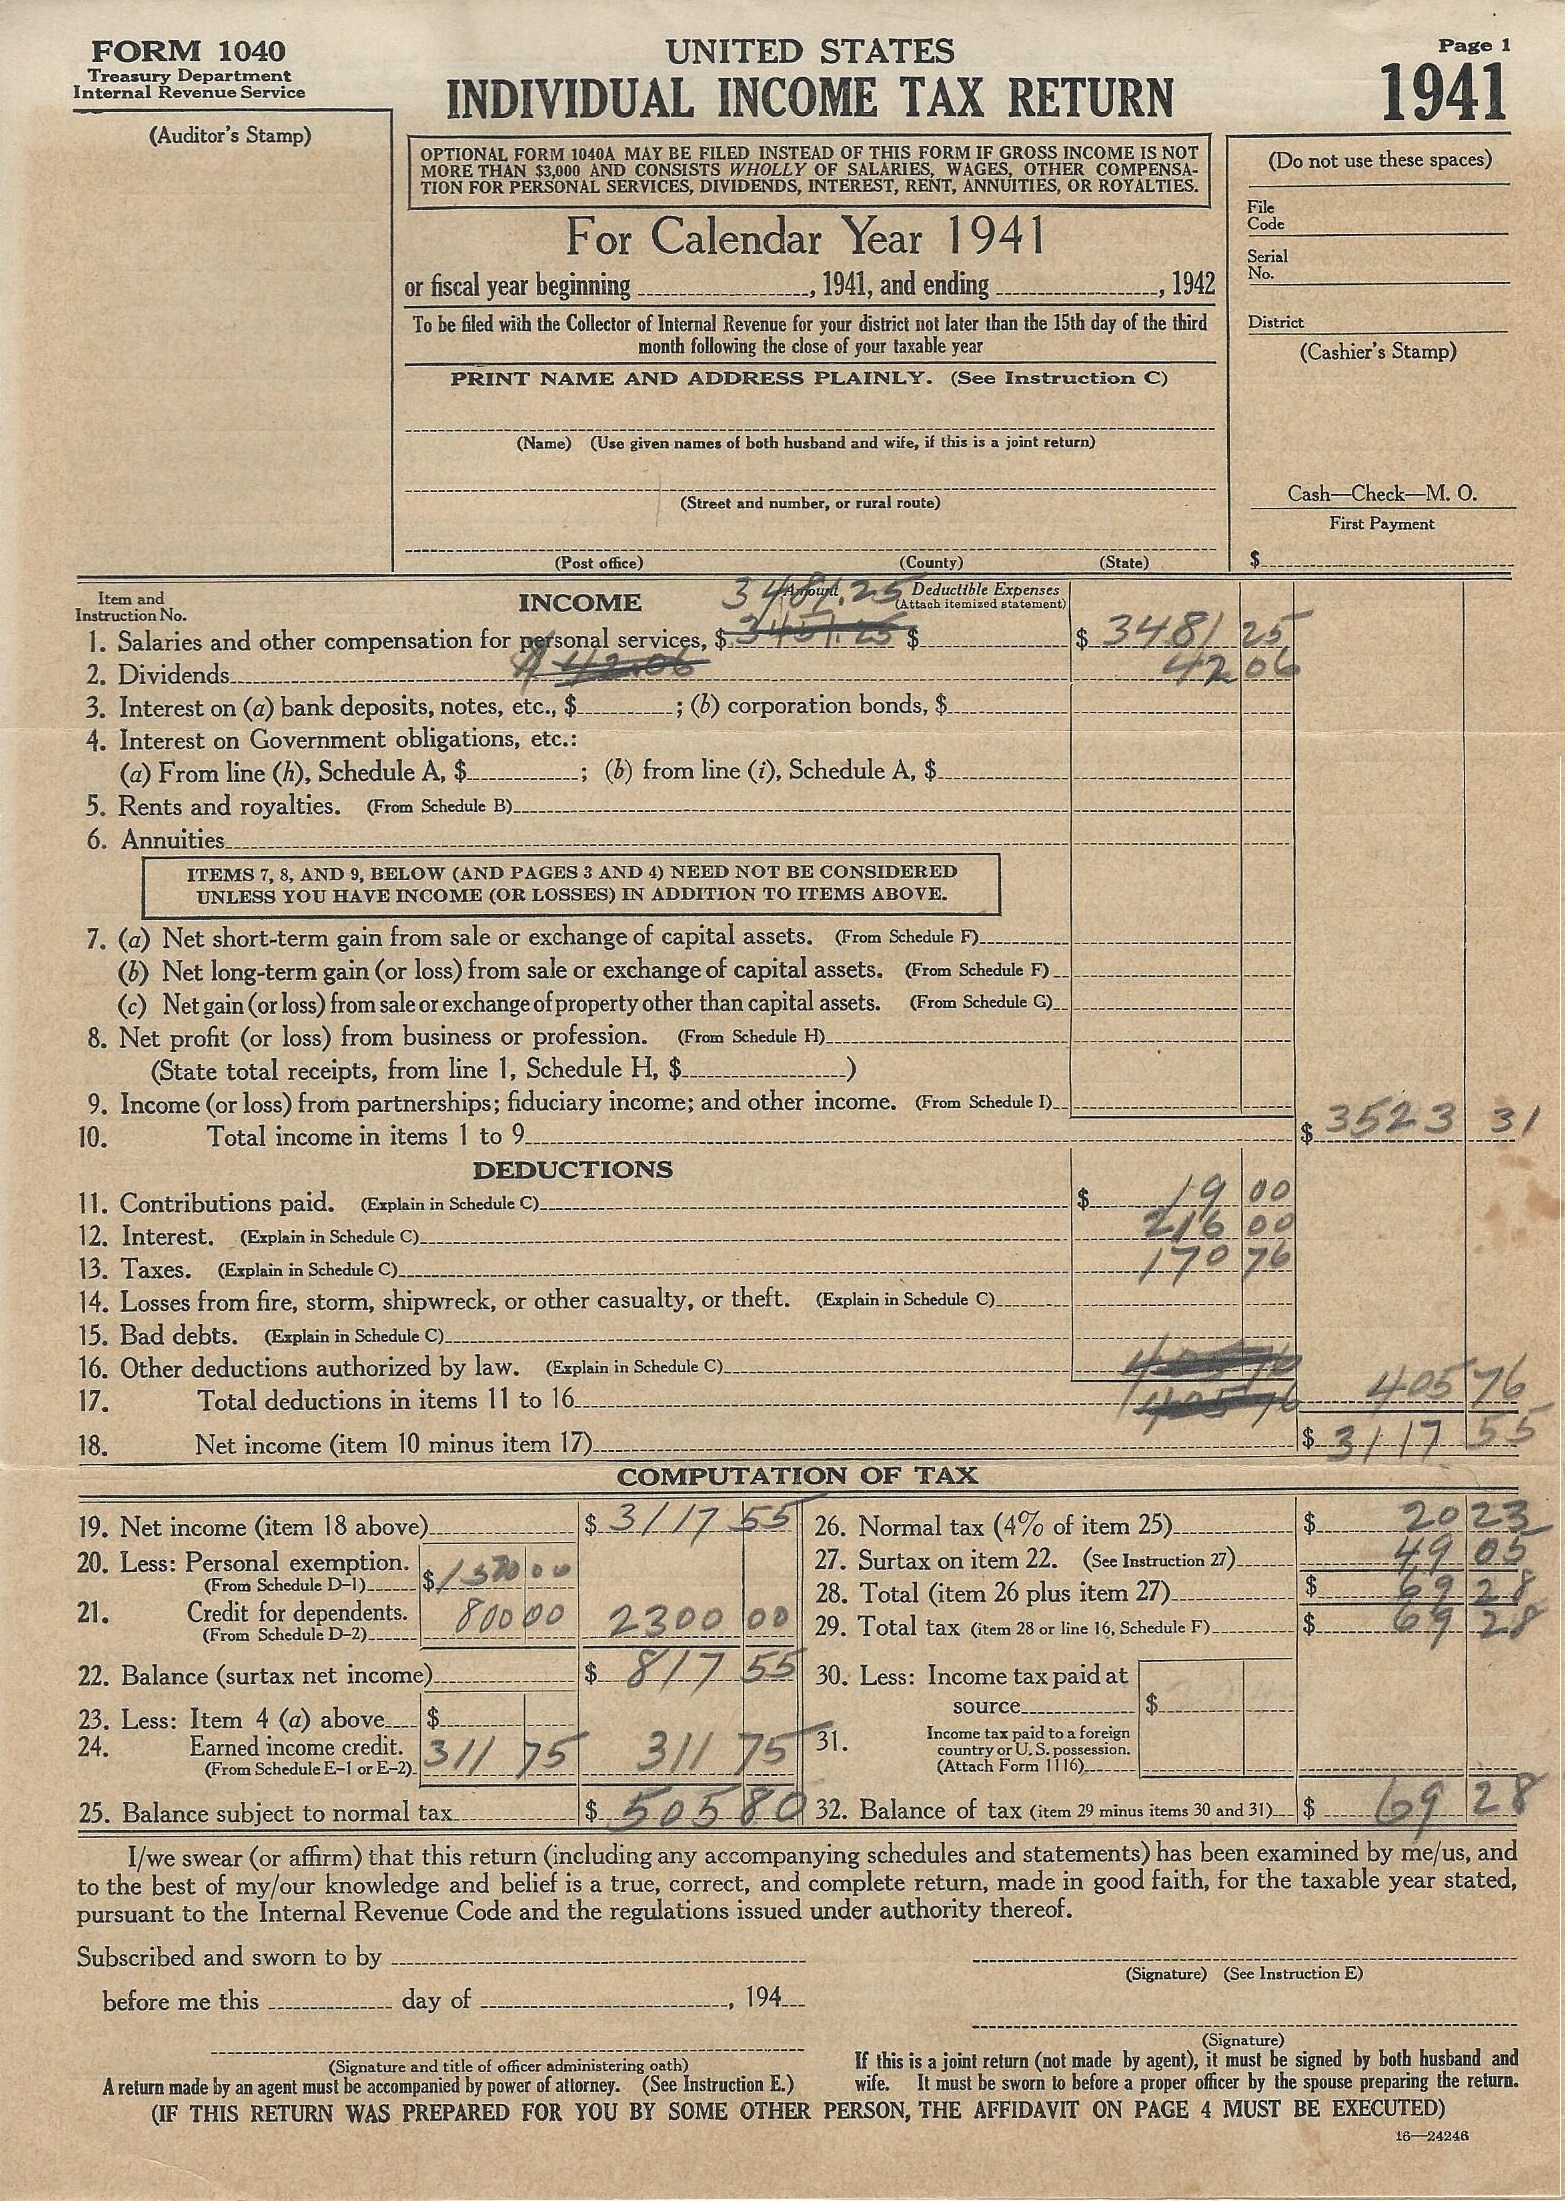 FORM 1040
Treasury Department
Internal Revenue Service
(Auditor's Stamp)
UNITED STATES
INDIVIDUAL INCOME TAX RETURN
OPTIONAL FORM 1040A MAY BE FILED INSTEAD OF THIS FORM IF GROSS INCOME IS NOT
MORE THAN $3,000 AND CONSISTS WHOLLY OF SALARIES, WAGES, OTHER COMPENSA-
TION FOR PERSONAL SERVICES, DIVIDENDS, INTEREST, RENT, ANNUITIES, OR ROYALTIES.
For Calendar Year 1941
or fiscal year beginning , 1941, and ending , 1942
To be filed with the Collector of Internal Revenue for your district not later than the 15th day of the third
month following the close of your taxable year
PRINT NAME AND ADDRESS PLAINLY. (See Instruction C)
(Name) (Use given names of both husband and wife, if this is a joint return)
(Street and number, or rural route)
(Post office) (County) (State)
Page 1
1941
(Do not use these spaces)
File
Code
Serial
No.
District
(Cashier's Stamp)
Cash—Check—M. O.
First Payment
$
Item and
Instruction No.
INCOME
3481.25 Amount Deductible Expenses
(Attach itemized statement)
1. Salaries and other compensation for personal services, $ 3451.25 $ $ 3481 25
2. Dividends $ 42.06 42 06
3. Interest on (a) bank deposits, notes, etc., $ ; (b) corporation bonds, $
4. Interest on Government obligations, etc.:
(a) From line (h), Schedule A, $ ; (b) from line (i), Schedule A, $
5. Rents and royalties. (From Schedule B)
6. Annuities
ITEMS 7, 8, AND 9, BELOW (AND PAGES 3 AND 4) NEED NOT BE CONSIDERED
UNLESS YOU HAVE INCOME (OR LOSSES) IN ADDITION TO ITEMS ABOVE.
7. (a) Net short-term gain from sale or exchange of capital assets. (From Schedule F)
(b) Net long-term gain (or loss) from sale or exchange of capital assets. (From Schedule F)
(c) Net gain (or loss) from sale or exchange of property other than capital assets. (From Schedule G)
8. Net profit (or loss) from business or profession. (From Schedule H)
(State total receipts, from line 1, Schedule H, $ )
9. Income (or loss) from partnerships; fiduciary income; and other income. (From Schedule I)
10. Total income in items 1 to 9 $ 3523 31
DEDUCTIONS
11. Contributions paid. (Explain in Schedule C) $ 19 00
12. Interest. (Explain in Schedule C) 216 00
13. Taxes. (Explain in Schedule C) 170 76
14. Losses from fire, storm, shipwreck, or other casualty, or theft. (Explain in Schedule C)
15. Bad debts. (Explain in Schedule C)
16. Other deductions authorized by law. (Explain in Schedule C) 405 76
17. Total deductions in items 11 to 16 405 76 405 76
18. Net income (item 10 minus item 17) $ 3117 55
COMPUTATION OF TAX
19. Net income (item 18 above) $ 3117 55
20. Less: Personal exemption.
(From Schedule D-1) $ 1500 00
21. Credit for dependents.
(From Schedule D-2) 800 00 2300 00
22. Balance (surtax net income) $ 817 55
23. Less: Item 4 (a) above $
24. Earned income credit.
(From Schedule E-1 or E-2) 311 75 311 75
25. Balance subject to normal tax $ 505 80
26. Normal tax (4% of item 25) $ 20 23
27. Surtax on item 22. (See Instruction 27) 49 05
28. Total (item 26 plus item 27) $ 69 28
29. Total tax (item 28 or line 16, Schedule F) $ 69 28
30. Less: Income tax paid at
source $
31. Income tax paid to a foreign
country or U. S. possession.
(Attach Form 1116)
32. Balance of tax (item 29 minus items 30 and 31) $ 69 28
I/we swear (or affirm) that this return (including any accompanying schedules and statements) has been examined by me/us, and
to the best of my/our knowledge and belief is a true, correct, and complete return, made in good faith, for the taxable year stated,
pursuant to the Internal Revenue Code and the regulations issued under authority thereof.
Subscribed and sworn to by
before me this day of , 194
(Signature and title of officer administering oath)
A return made by an agent must be accompanied by power of attorney. (See Instruction E.)
(Signature) (See Instruction E)
(Signature)
If this is a joint return (not made by agent), it must be signed by both husband and
wife. It must be sworn to before a proper officer by the spouse preparing the return.
(IF THIS RETURN WAS PREPARED FOR YOU BY SOME OTHER PERSON, THE AFFIDAVIT ON PAGE 4 MUST BE EXECUTED)
16—24246